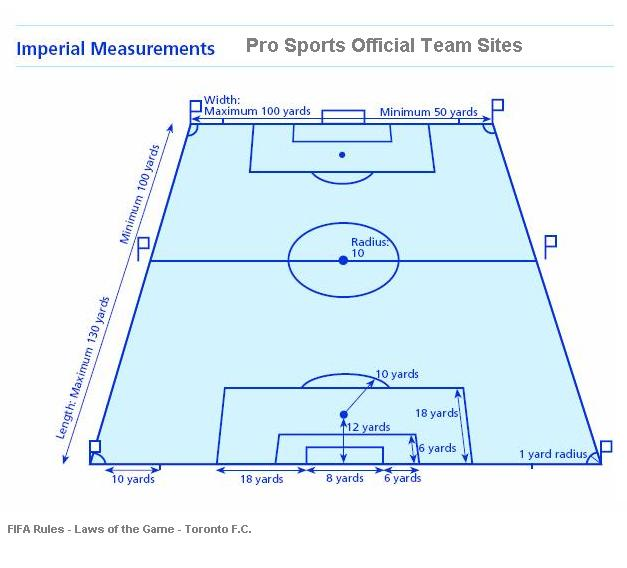 Imperial Measurements
Pro Sports Official Team Sites
Width:
Maximum 100 yards
Minimum 50 yards
Minimum 100 yards
Radius:
10
Length: Maximum 130 yards
10 yards
18 yards
12 yards
6 yards
1 yard radius
10 yards
18 yards
8 yards
6 yards
FIFA Rules - Laws of the Game - Toronto F.C.